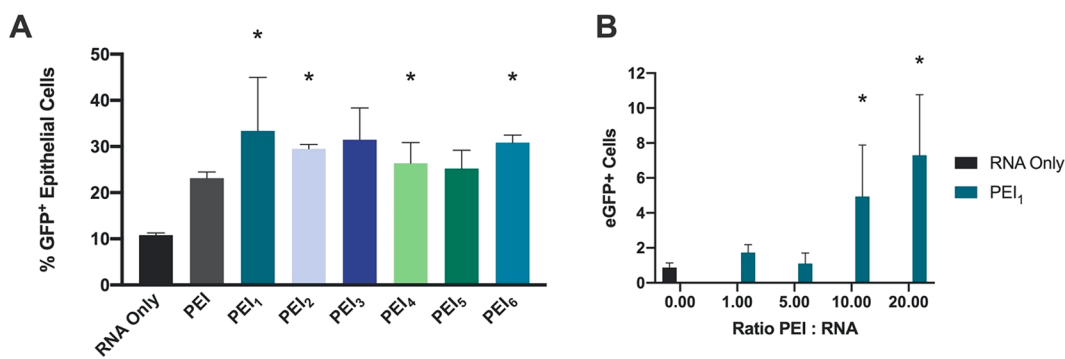 A
% GFP⁺ Epithelial Cells
50
40
30
20
10
0
* * * *
RNA Only PEI PEI₁ PEI₂ PEI₃ PEI₄ PEI₅ PEI₆
B
eGFP+ Cells
12
10
8
6
4
2
0
* *
0.00 1.00 5.00 10.00 20.00
Ratio PEI : RNA
RNA Only
PEI₁